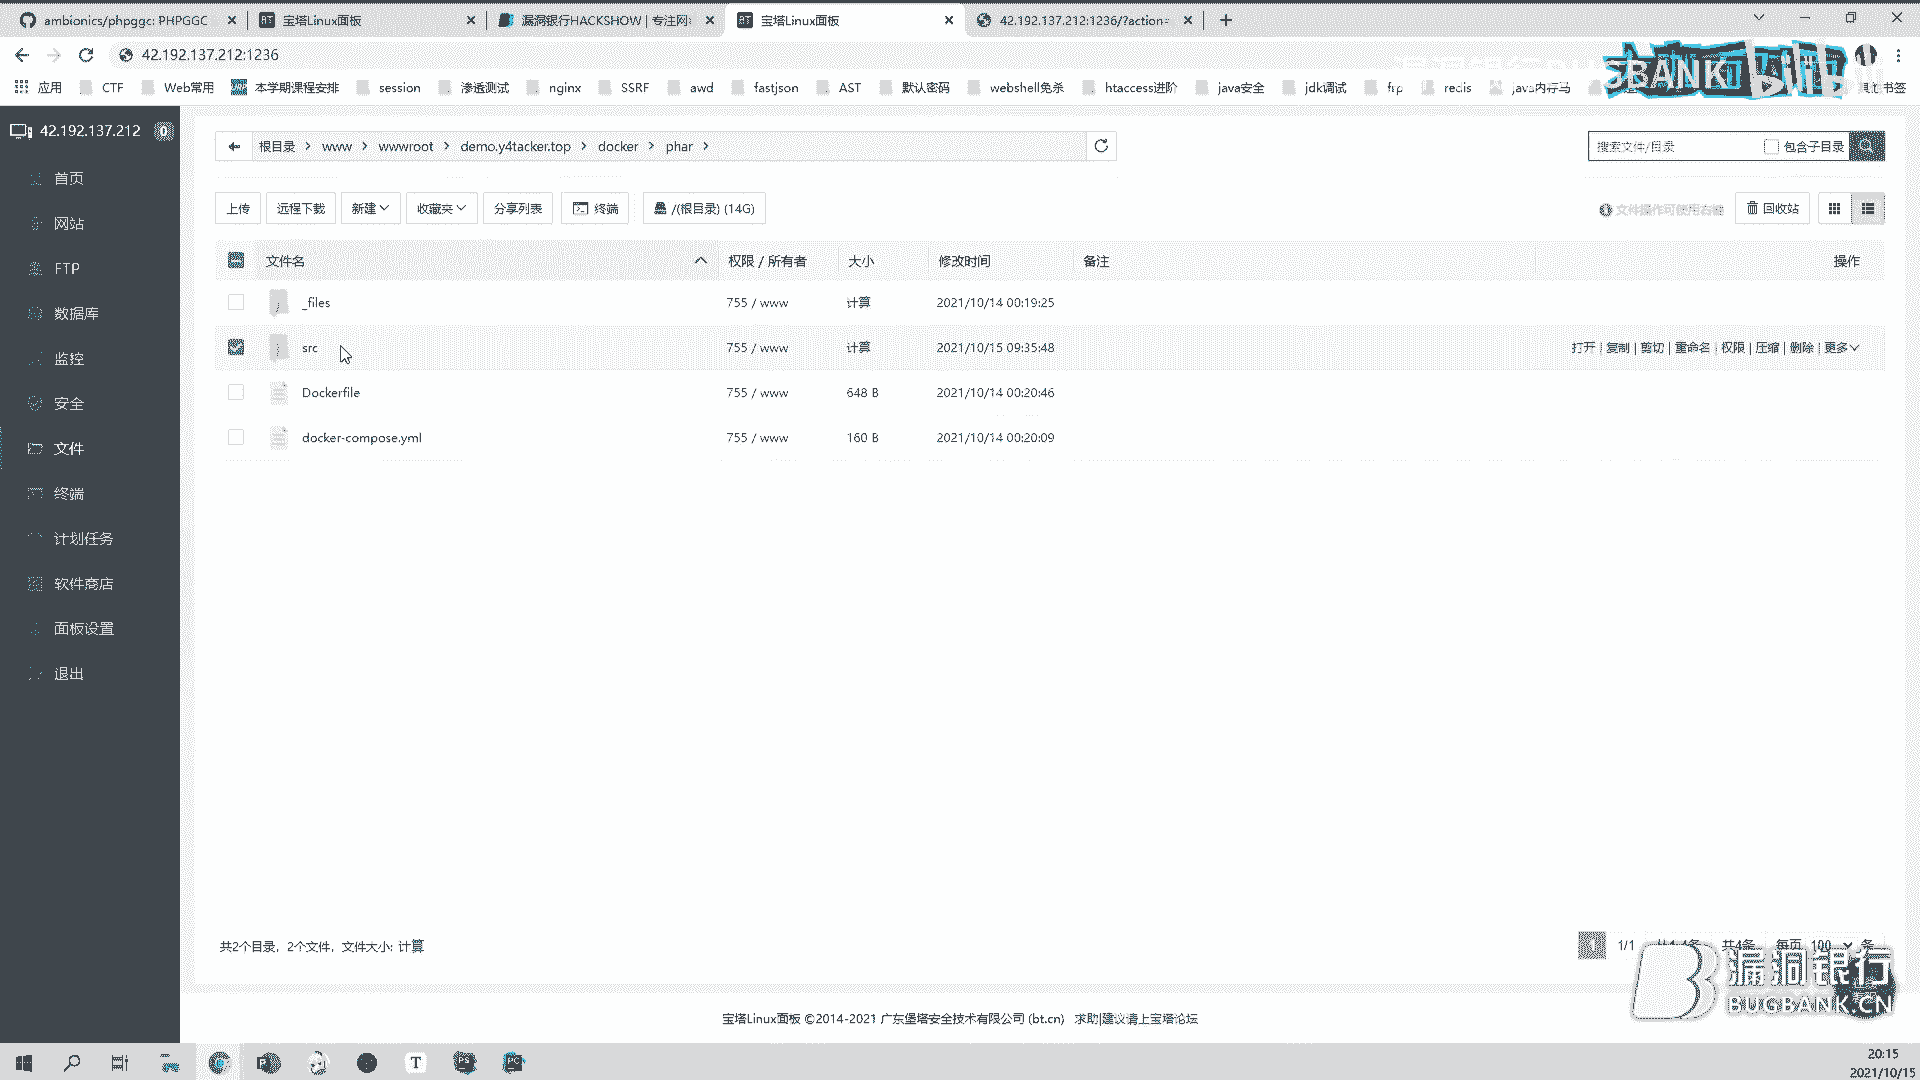 ambionics/phpggc: PHPGGC
宝塔Linux面板
漏洞银行HACKSHOW | 专注网络
宝塔Linux面板
42.192.137.212:1236/?action=
42.192.137.212:1236
应用 CTF Web常用 本学期课程安排 session 渗透测试 nginx SSRF awd fastjson AST 默认密码 webshell免杀 htaccess进阶 java安全 jdk调试 frp redis java内存马
42.192.137.212 0
根目录 www wwwroot demo.y4tacker.top docker phar
搜索文件/目录 包含子目录
首页
网站
FTP
数据库
监控
安全
文件
终端
计划任务
软件商店
面板设置
退出
上传 远程下载 新建 收藏夹 分享列表 终端 /(根目录) (14G)
文件操作可使用右键 回收站
文件名 权限 / 所有者 大小 修改时间 备注 操作
_files 755 / www 计算 2021/10/14 00:19:25
src 755 / www 计算 2021/10/15 09:35:48 打开 | 复制 | 剪切 | 重命名 | 权限 | 压缩 | 删除 | 更多
Dockerfile 755 / www 648 B 2021/10/14 00:20:46
docker-compose.yml 755 / www 160 B 2021/10/14 00:20:09
共2个目录，2个文件，文件大小: 计算
1 1/1 共4条 每页 100 条
漏洞银行
BUGBANK.CN
宝塔Linux面板 ©2014-2021 广东堡塔安全技术有限公司 (bt.cn) 求助|建议请上宝塔论坛
20:15
2021/10/15